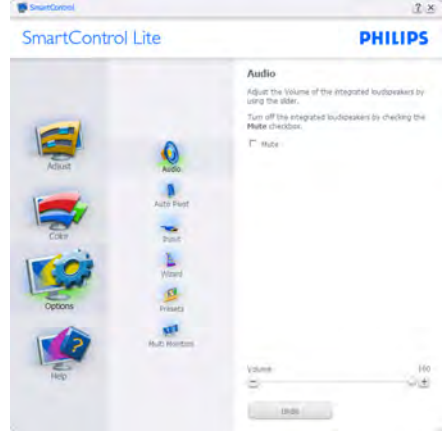 SmartControl
SmartControl Lite
PHILIPS
Adjust
Color
Options
Help
Audio
Auto Pivot
Input
Wizard
Presets
Multi Monitors
Audio
Adjust the Volume of the integrated loudspeakers by
using the slider.
Turn off the integrated loudspeakers by checking the
Mute checkbox.
Mute
Volume
100
Undo